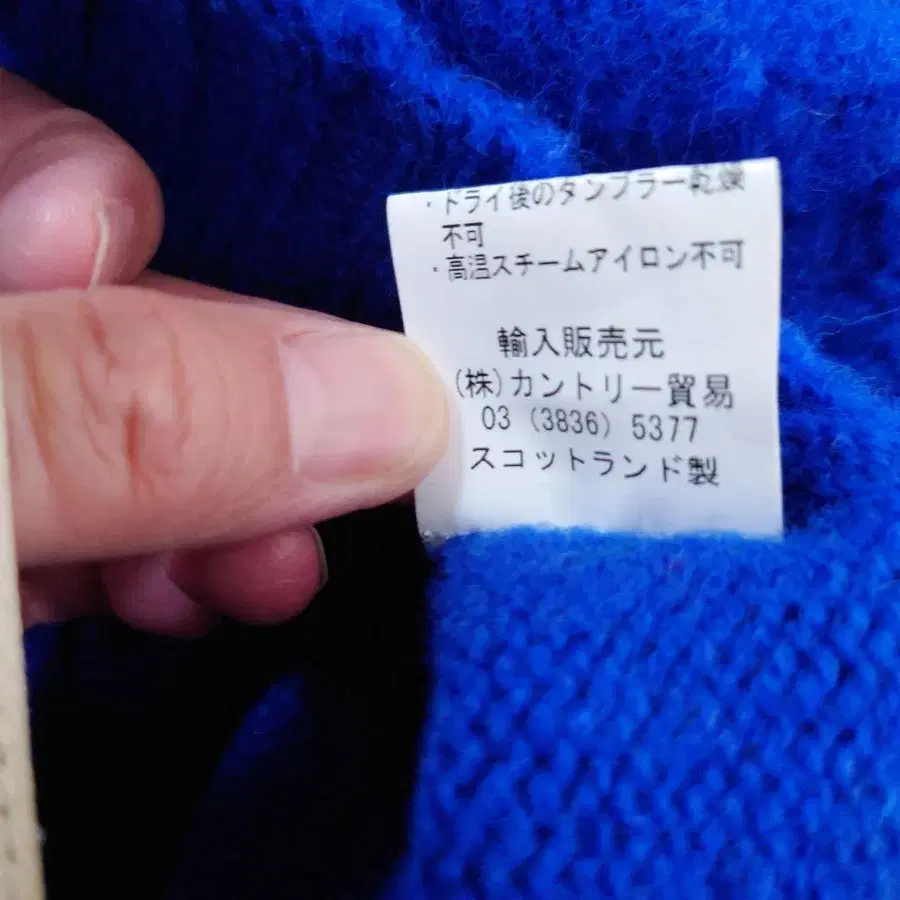 ・ドライ後のタンブラー乾燥
不可
・高温スチームアイロン不可
輸入販売元
(株)カントリー貿易
03 (3836) 5377
スコットランド製